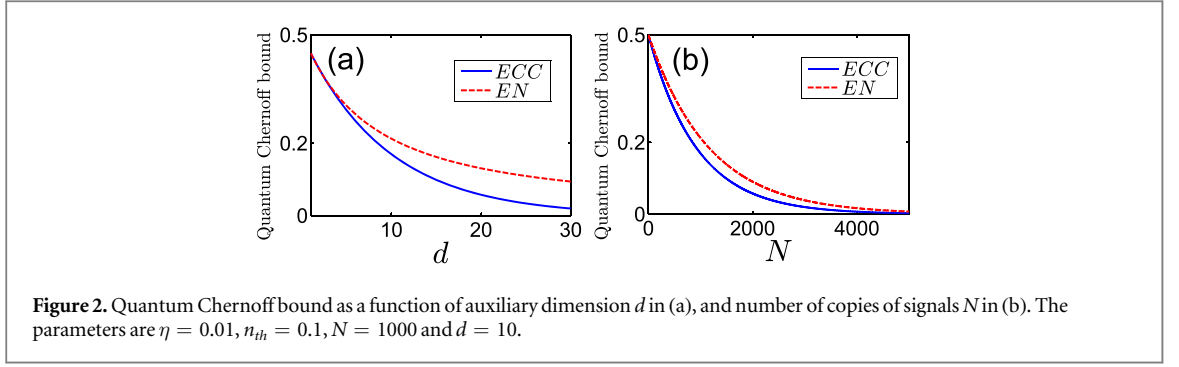 Quantum Chernoff bound
0.5
0.2
0
(a)
ECC
EN
10
20
30
d
Quantum Chernoff bound
0.5
0.2
0
(b)
ECC
EN
0
2000
4000
N
Figure 2. Quantum Chernoff bound as a function of auxiliary dimension d in (a), and number of copies of signals N in (b). The
parameters are η = 0.01, n_th = 0.1, N = 1000 and d = 10.